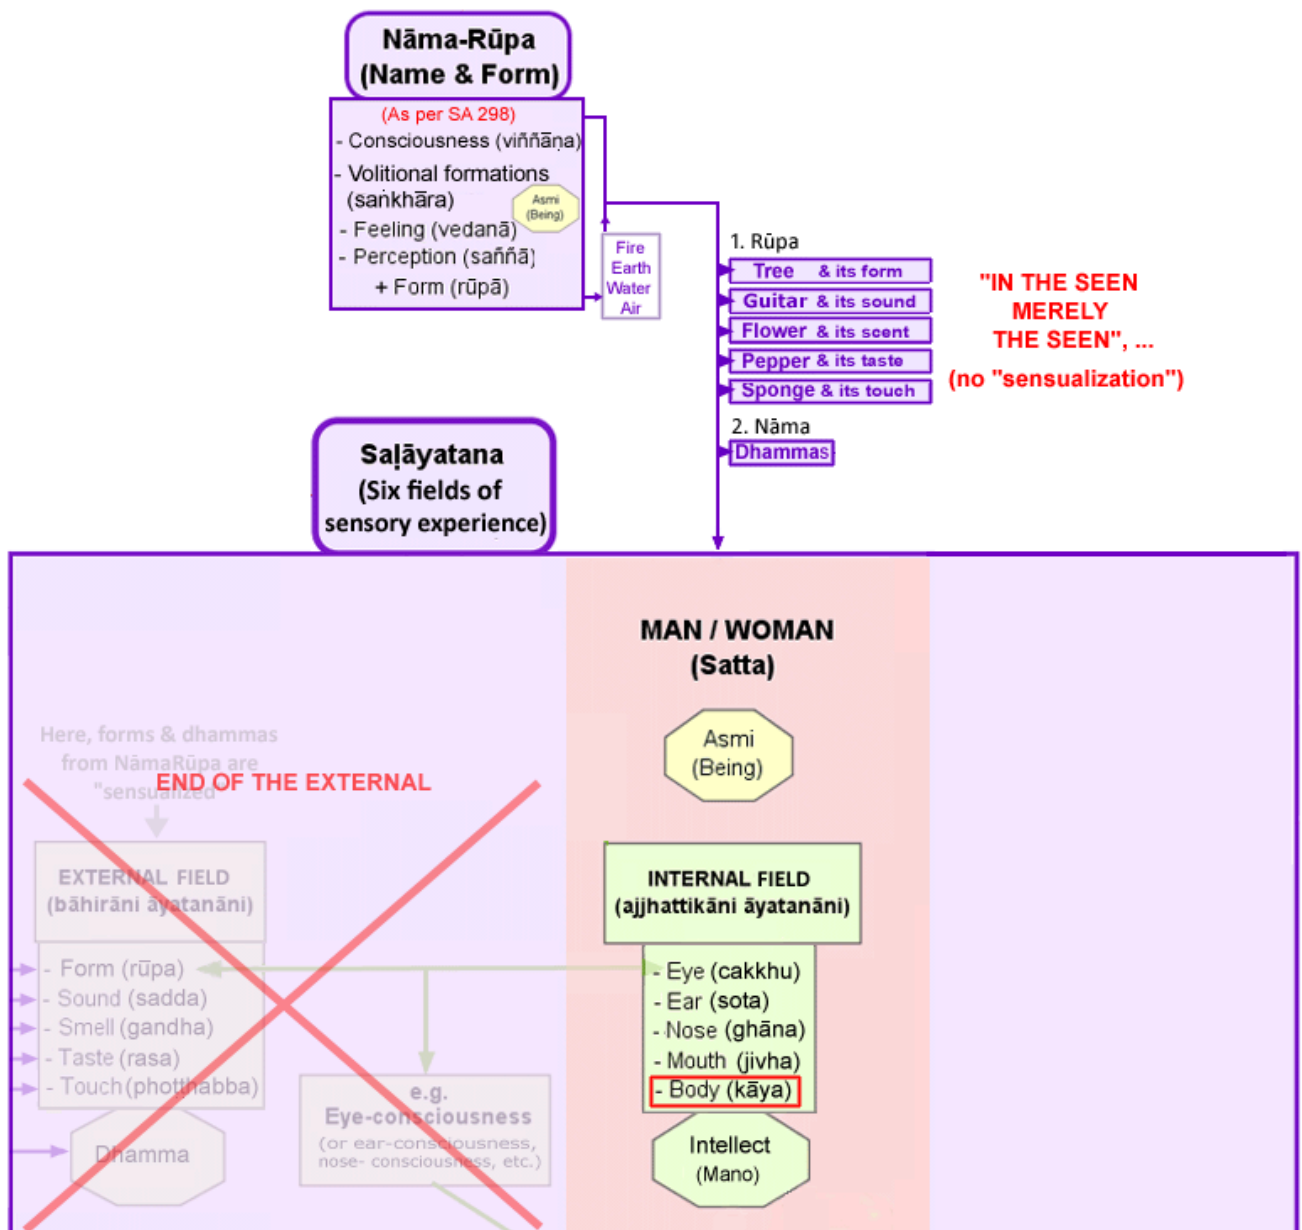 Nāma-Rūpa
(Name & Form)
(As per SA 298)
- Consciousness (viññāṇa)
- Volitional formations
(saṅkhāra)
Asmi
(Being)
- Feeling (vedanā)
- Perception (saññā)
+ Form (rūpā)
Fire
Earth
Water
Air
1. Rūpa
Tree & its form
Guitar & its sound
Flower & its scent
Pepper & its taste
Sponge & its touch
2. Nāma
Dhammas
"IN THE SEEN
MERELY
THE SEEN", ...
(no "sensualization")
Saḷāyatana
(Six fields of
sensory experience)
MAN / WOMAN
(Satta)
Asmi
(Being)
Here, forms & dhammas
from NāmaRūpa are
"sensualized"
END OF THE EXTERNAL
EXTERNAL FIELD
(bāhirāni āyatanāni)
- Form (rūpa)
- Sound (sadda)
- Smell (gandha)
- Taste (rasa)
- Touch (phoṭṭhabba)
Dhamma
e.g.
Eye-consciousness
(or ear-consciousness,
nose- consciousness, etc.)
INTERNAL FIELD
(ajjhattikāni āyatanāni)
- Eye (cakkhu)
- Ear (sota)
- Nose (ghāna)
- Mouth (jivha)
- Body (kāya)
Intellect
(Mano)